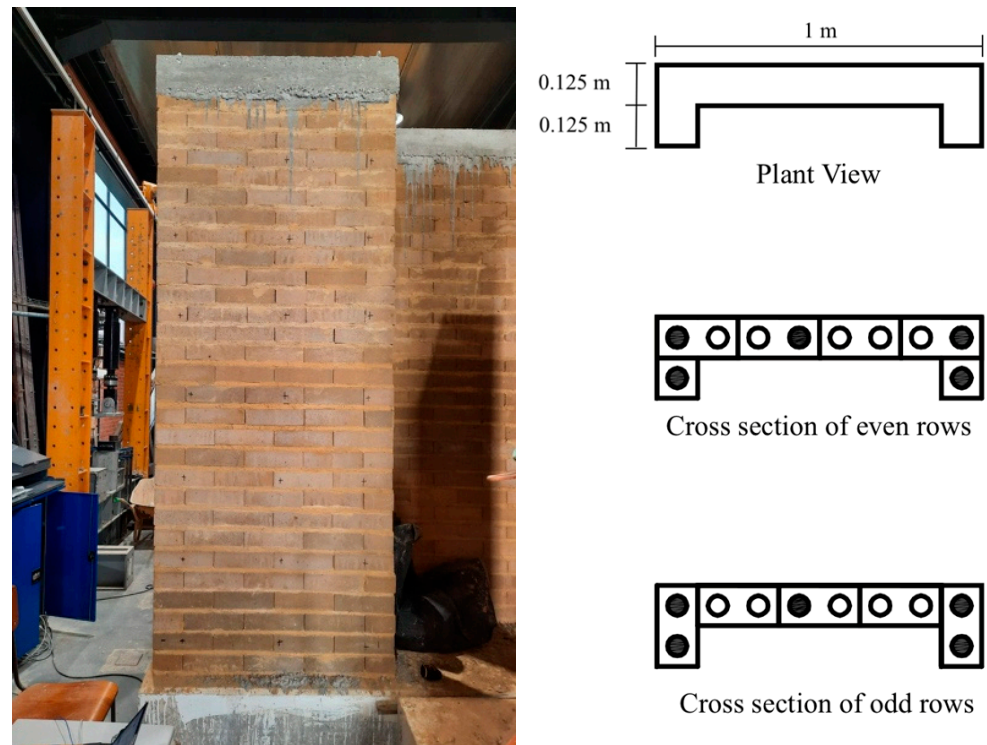 1 m
0.125 m
0.125 m
Plant View
Cross section of even rows
Cross section of odd rows